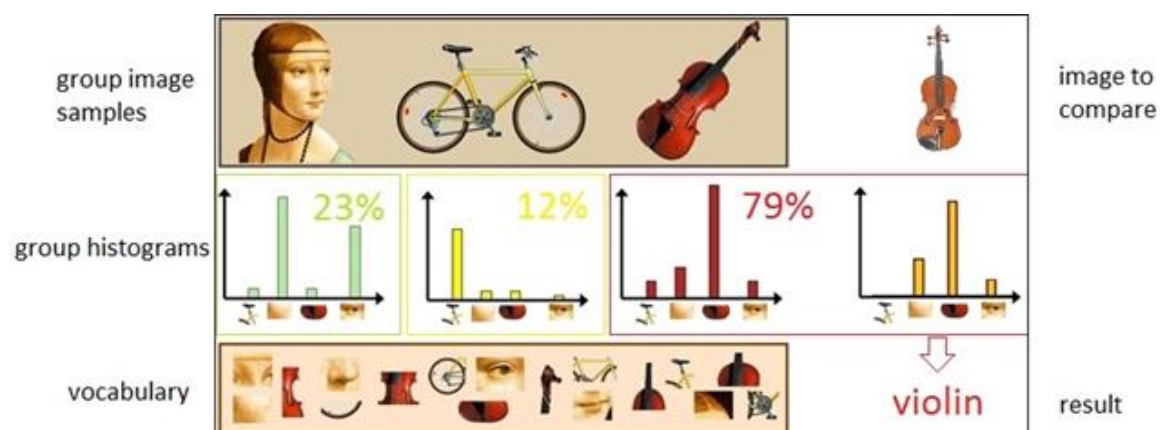 group image
samples
image to
compare
group histograms
23%
12%
79%
vocabulary
violin
result